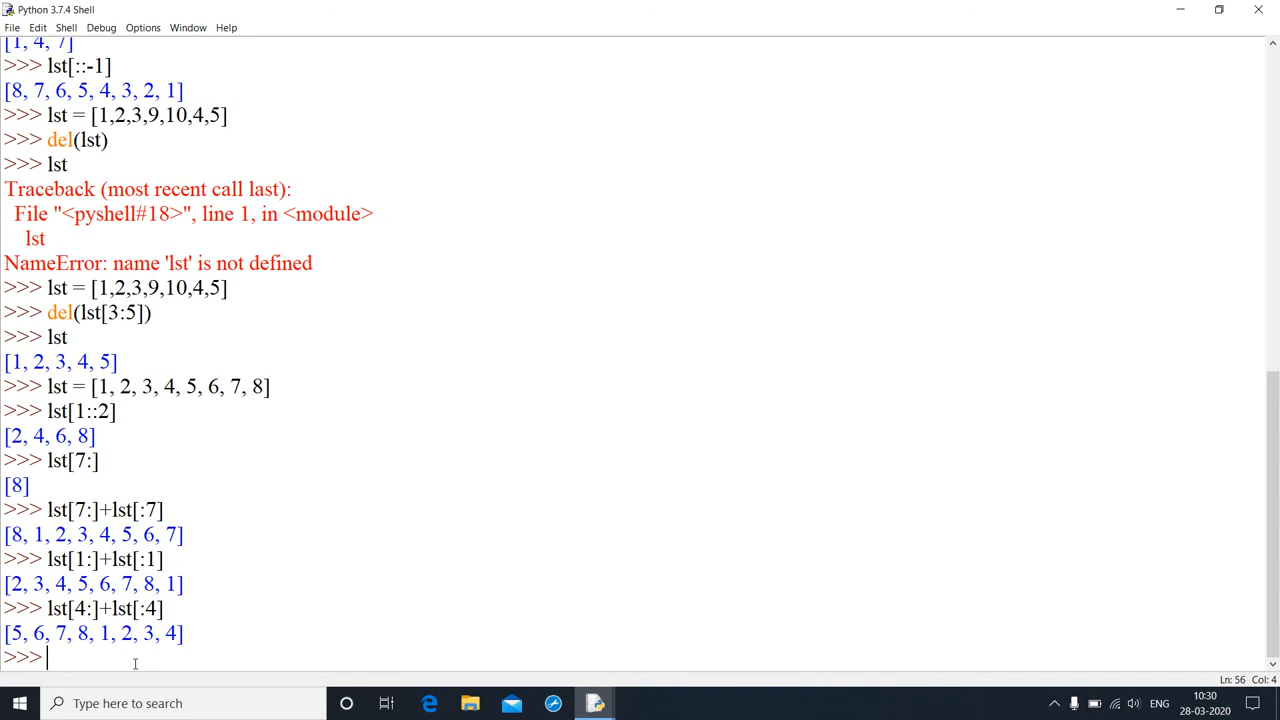 Python 3.7.4 Shell
File Edit Shell Debug Options Window Help
[1, 4, 7]
>>> lst[::-1]
[8, 7, 6, 5, 4, 3, 2, 1]
>>> lst = [1,2,3,9,10,4,5]
>>> del(lst)
>>> lst
Traceback (most recent call last):
  File "<pyshell#18>", line 1, in <module>
    lst
NameError: name 'lst' is not defined
>>> lst = [1,2,3,9,10,4,5]
>>> del(lst[3:5])
>>> lst
[1, 2, 3, 4, 5]
>>> lst = [1, 2, 3, 4, 5, 6, 7, 8]
>>> lst[1::2]
[2, 4, 6, 8]
>>> lst[7:]
[8]
>>> lst[7:]+lst[:7]
[8, 1, 2, 3, 4, 5, 6, 7]
>>> lst[1:]+lst[:1]
[2, 3, 4, 5, 6, 7, 8, 1]
>>> lst[4:]+lst[:4]
[5, 6, 7, 8, 1, 2, 3, 4]
>>>
Ln: 56 Col: 4
Type here to search
ENG
10:30
28-03-2020